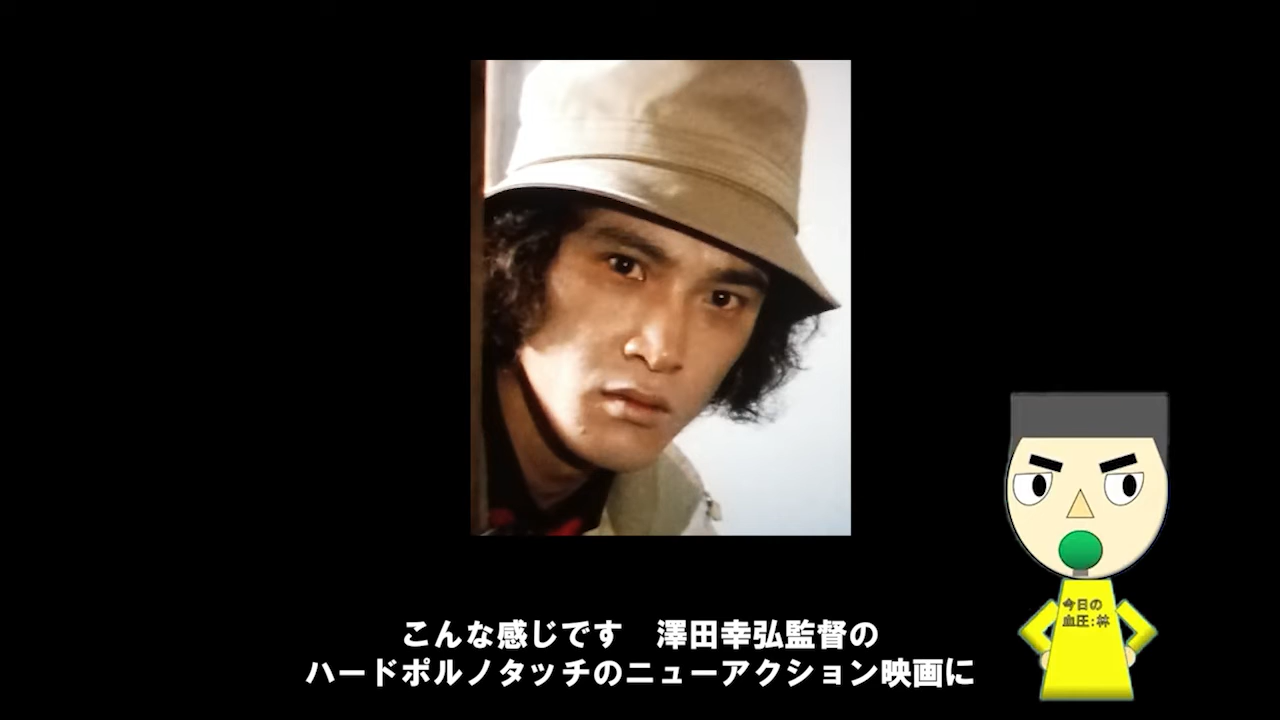 今日の
血圧:
こんな感じです　澤田幸弘監督の
ハードポルノタッチのニューアクション映画に